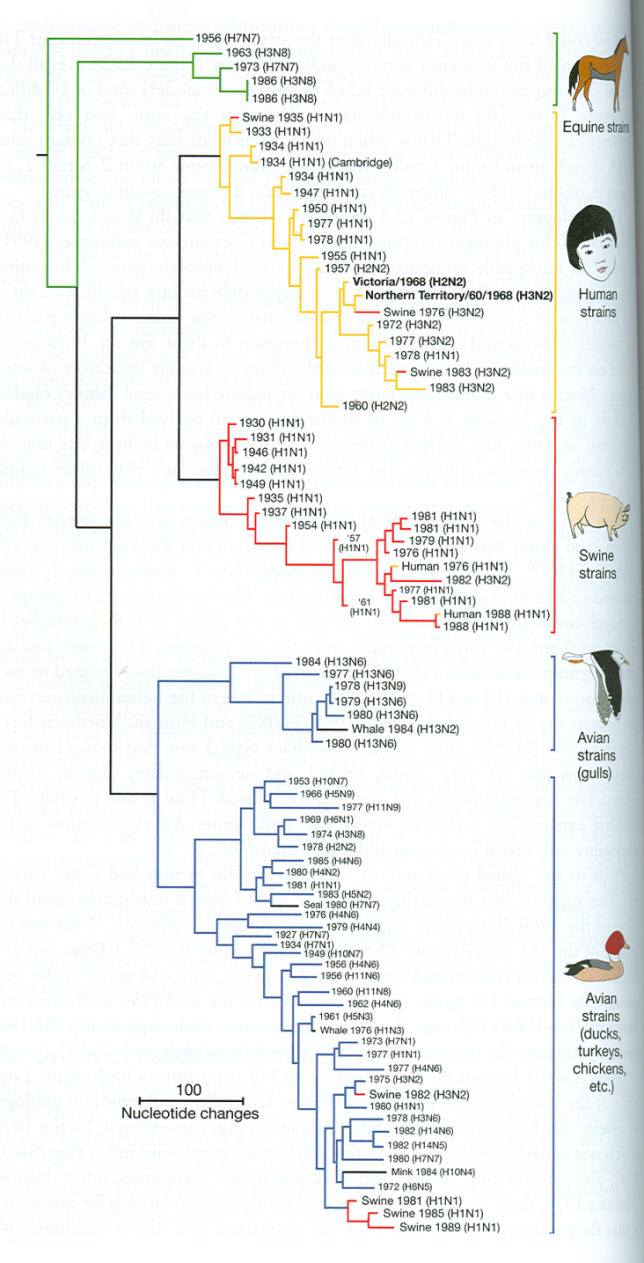 1956 (H7N7)
1963 (H3N8)
1973 (H7N7)
1986 (H3N8)
1986 (H3N8)
Equine strains
Swine 1935 (H1N1)
1933 (H1N1)
1934 (H1N1)
1934 (H1N1) (Cambridge)
1934 (H1N1)
1947 (H1N1)
1950 (H1N1)
1977 (H1N1)
1978 (H1N1)
1955 (H1N1)
1957 (H2N2)
Victoria/1968 (H2N2)
Northern Territory/60/1968 (H3N2)
Swine 1976 (H3N2)
1972 (H3N2)
1977 (H3N2)
1978 (H1N1)
Swine 1983 (H3N2)
1983 (H3N2)
1960 (H2N2)
Human
strains
1930 (H1N1)
1931 (H1N1)
1946 (H1N1)
1942 (H1N1)
1949 (H1N1)
1935 (H1N1)
1937 (H1N1)
1954 (H1N1)
'57
(H1N1)
1981 (H1N1)
1981 (H1N1)
1979 (H1N1)
1976 (H1N1)
Human 1976 (H1N1)
1982 (H3N2)
1977 (H1N1)
1981 (H1N1)
'61
(H1N1)
Human 1988 (H1N1)
1988 (H1N1)
Swine
strains
1984 (H13N6)
1977 (H13N6)
1978 (H13N9)
1979 (H13N6)
1980 (H13N6)
Whale 1984 (H13N2)
1980 (H13N6)
Avian
strains
(gulls)
1953 (H10N7)
1966 (H5N9)
1977 (H11N9)
1969 (H6N1)
1974 (H3N8)
1978 (H2N2)
1985 (H4N6)
1980 (H4N2)
1981 (H1N1)
1983 (H5N2)
Seal 1980 (H7N7)
1976 (H4N6)
1979 (H4N4)
1927 (H7N7)
1934 (H7N1)
1949 (H10N7)
1956 (H4N6)
1956 (H11N6)
1960 (H11N8)
1962 (H4N6)
1961 (H5N3)
Whale 1976 (H1N3)
1973 (H7N1)
1977 (H1N1)
1977 (H4N6)
1975 (H3N2)
Swine 1982 (H3N2)
1980 (H1N1)
1978 (H3N6)
1982 (H14N6)
1982 (H14N5)
1980 (H7N7)
Mink 1984 (H10N4)
1972 (H6N5)
Swine 1981 (H1N1)
Swine 1985 (H1N1)
Swine 1989 (H1N1)
Avian
strains
(ducks,
turkeys,
chickens,
etc.)
100
Nucleotide changes